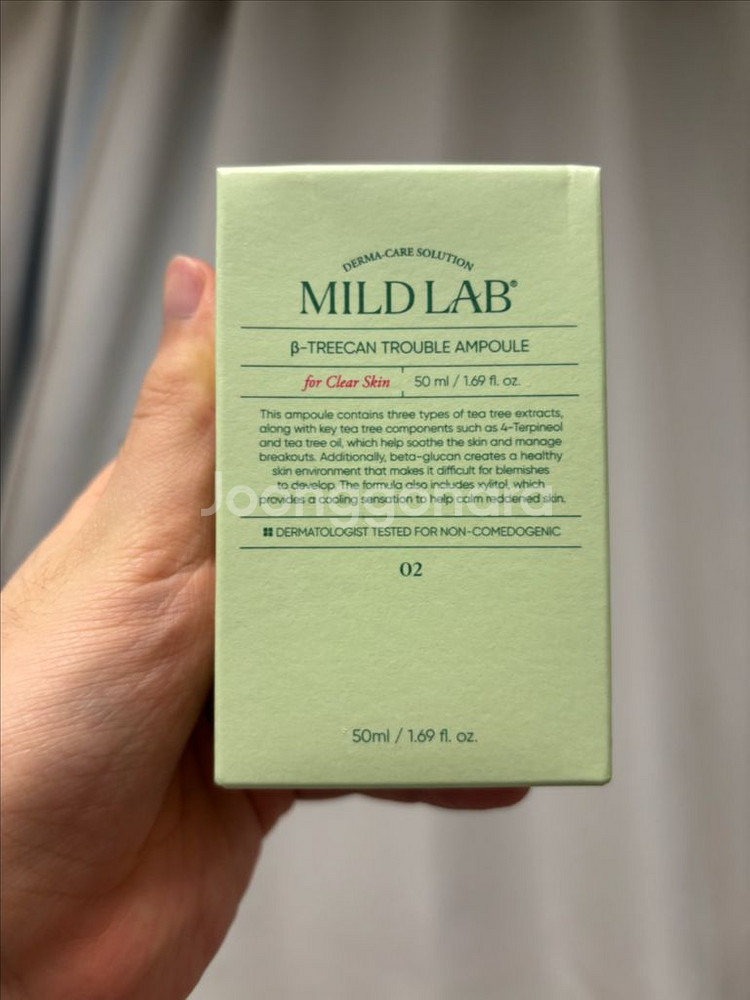 DERMA-CARE SOLUTION
MILD LAB®
β-TREECAN TROUBLE AMPOULE
for Clear Skin 50 ml / 1.69 fl. oz.
This ampoule contains three types of tea tree extracts,
along with key tea tree components such as 4-Terpineol
and tea tree oil, which help soothe the skin and manage
breakouts. Additionally, beta-glucan creates a healthy
skin environment that makes it difficult for blemishes
to develop. The formula also includes xylitol, which
provides a cooling sensation to help calm reddened skin.
Joonggonara
DERMATOLOGIST TESTED FOR NON-COMEDOGENIC
02
50ml / 1.69 fl. oz.